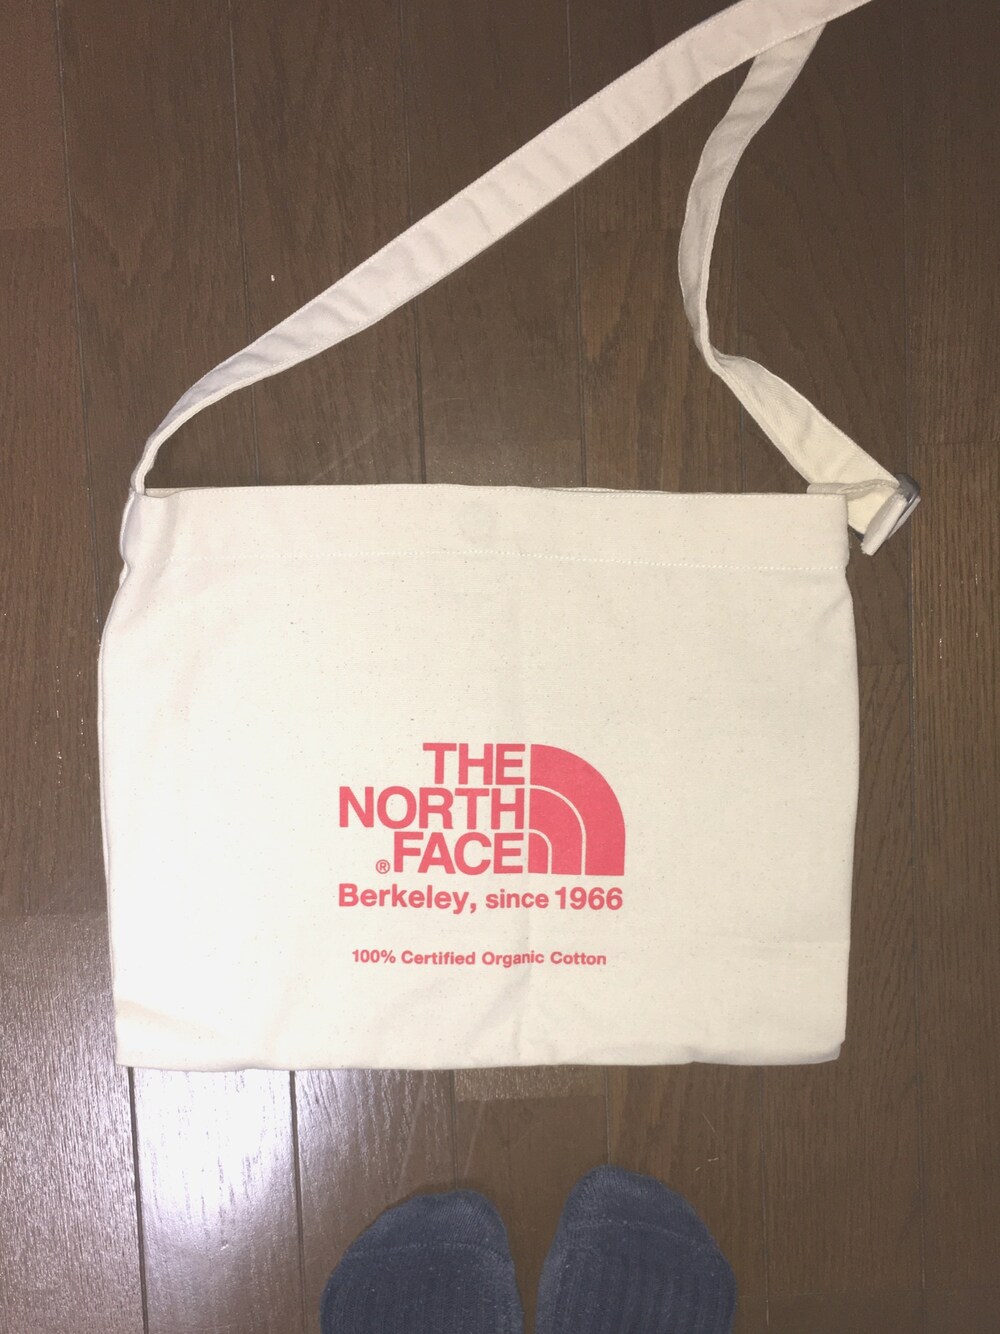 THE
NORTH
®FACE
Berkeley, since 1966
100% Certified Organic Cotton